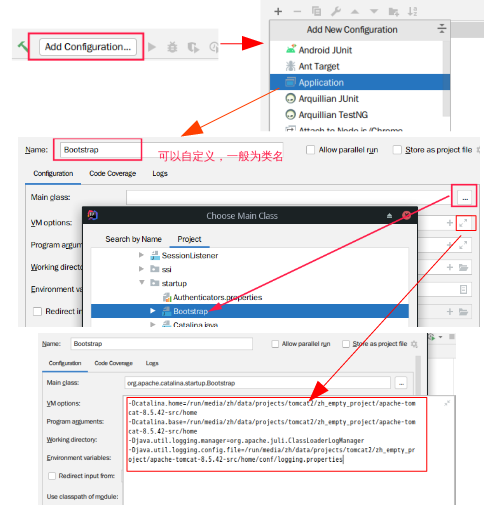 Add Configuration...
Add New Configuration
Android JUnit
Ant Target
Application
Arquillian JUnit
Arquillian TestNG
Attach to Node.js/Chrome
Name:
Bootstrap
可以自定义，一般为类名
Allow parallel run
Store as project file
Configuration
Code Coverage
Logs
Main class:
...
VM options:
Program argum
Working directo
Environment va
Redirect in
Choose Main Class
Search by Name
Project
SessionListener
ssi
startup
Authenticators.properties
Bootstrap
Catalina.java
Name:
Bootstrap
Allow parallel run
Store as project file
Configuration
Code Coverage
Logs
Main class:
org.apache.catalina.startup.Bootstrap
...
VM options:
Program arguments:
Working directory:
Environment variables:
Redirect input from:
Use classpath of module:
-Dcatalina.home=/run/media/zh/data/projects/tomcat2/zh_empty_project/apache-tom
cat-8.5.42-src/home
-Dcatalina.base=/run/media/zh/data/projects/tomcat2/zh_empty_project/apache-tom
cat-8.5.42-src/home
-Djava.util.logging.manager=org.apache.juli.ClassLoaderLogManager
-Djava.util.logging.config.file=/run/media/zh/data/projects/tomcat2/zh_empty_pr
oject/apache-tomcat-8.5.42-src/home/conf/logging.properties